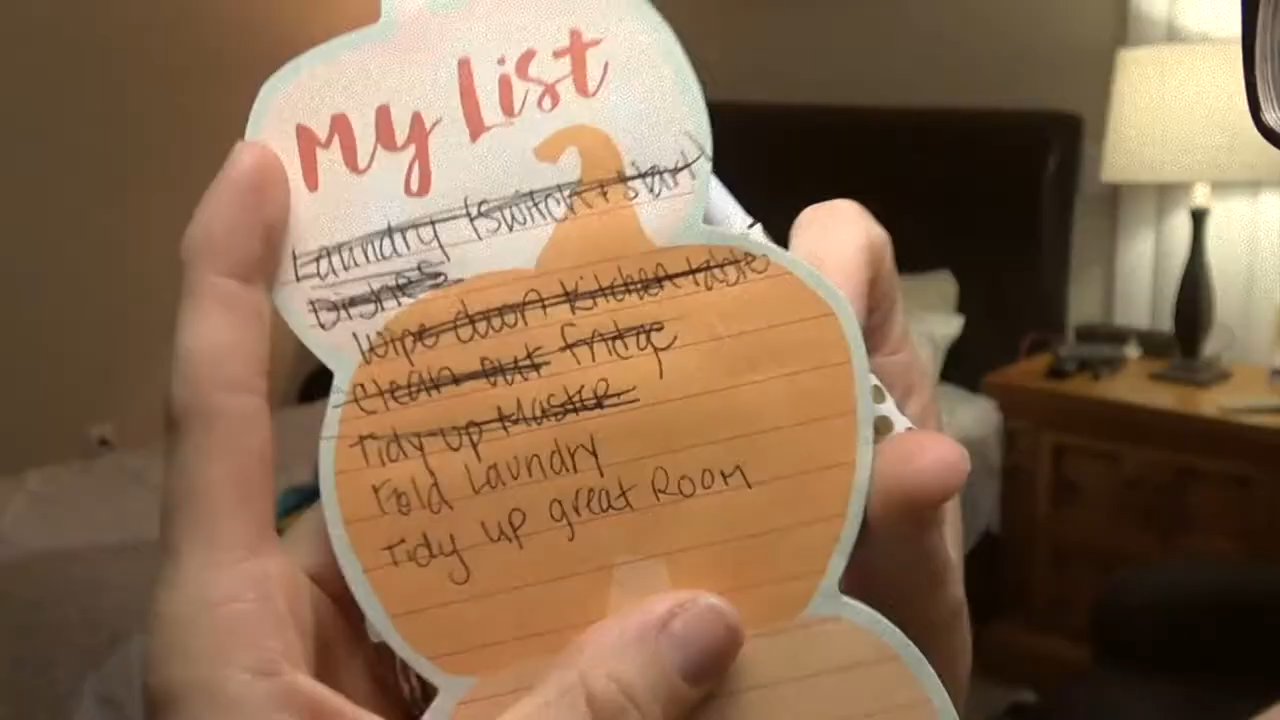 My List
Laundry (switch + start)
Dishes
wipe down kitchen table
clean out fridge
Tidy up Master
Fold Laundry
Tidy up great Room